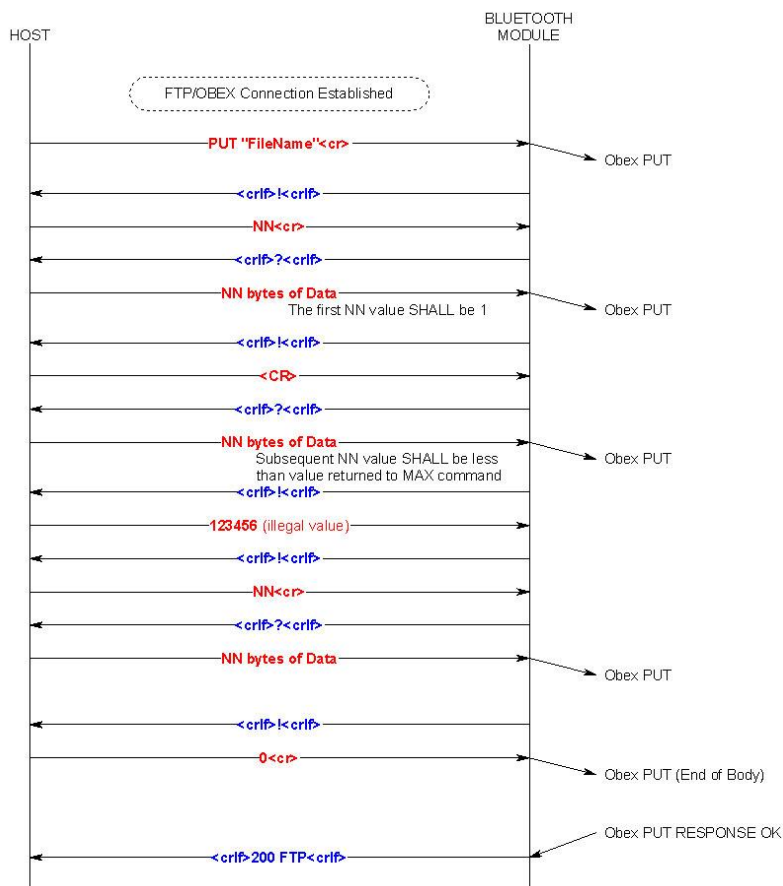 HOST
BLUETOOTH
MODULE
FTP/OBEX Connection Established
PUT "FileName"<cr>
Obex PUT
<crlf>!<crlf>
NN<cr>
<crlf>?<crlf>
NN bytes of Data
The first NN value SHALL be 1
Obex PUT
<crlf>!<crlf>
<CR>
<crlf>?<crlf>
NN bytes of Data
Subsequent NN value SHALL be less
than value returned to MAX command
Obex PUT
<crlf>!<crlf>
123456 (illegal value)
<crlf>!<crlf>
NN<cr>
<crlf>?<crlf>
NN bytes of Data
Obex PUT
<crlf>!<crlf>
0<cr>
Obex PUT (End of Body)
Obex PUT RESPONSE OK
<crlf>200 FTP<crlf>